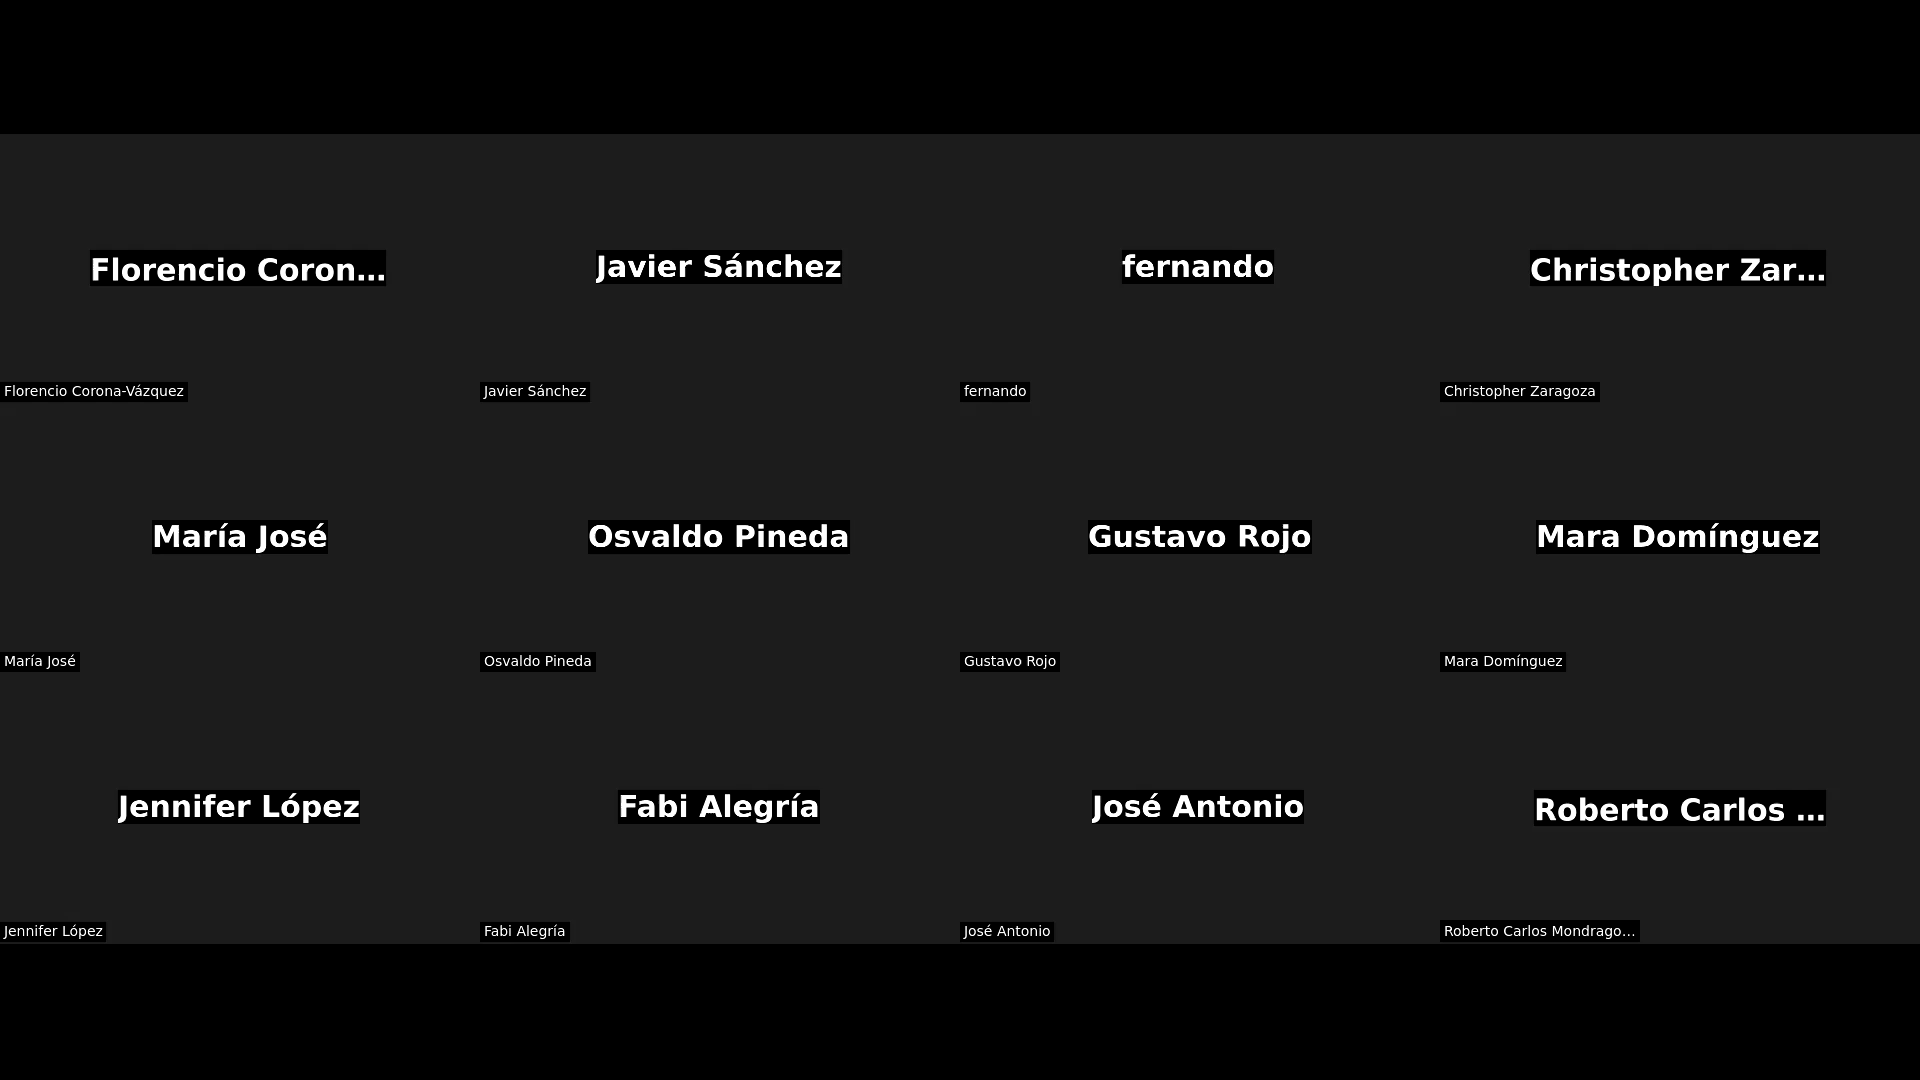 Florencio Coron...
Javier Sánchez
fernando
Christopher Zar...
Florencio Corona-Vázquez
Javier Sánchez
fernando
Christopher Zaragoza
María José
Osvaldo Pineda
Gustavo Rojo
Mara Domínguez
María José
Osvaldo Pineda
Gustavo Rojo
Mara Domínguez
Jennifer López
Fabi Alegría
José Antonio
Roberto Carlos ...
Jennifer López
Fabi Alegría
José Antonio
Roberto Carlos Mondrago...